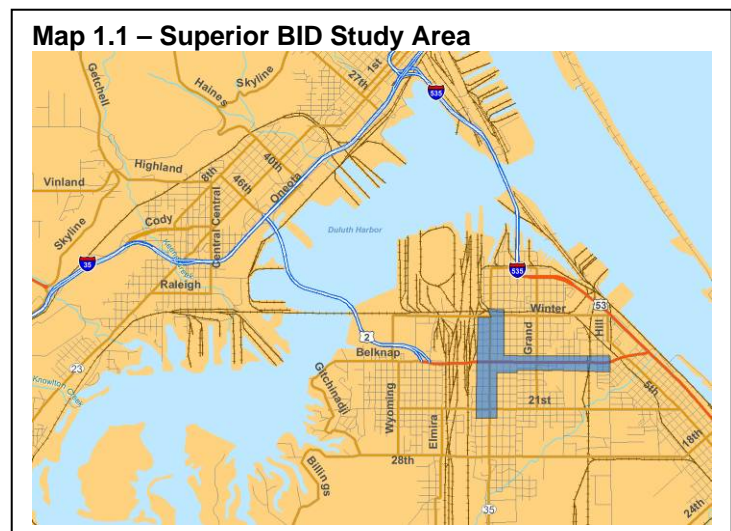 Map 1.1 – Superior BID Study Area
Getchell
Haines
Skyline
27th
1st
535
Highland
8th
40th
46th
Oneota
Vinland
Skyline
Cody
Central Central
Duluth Harbor
35
Raleigh
535
Winter
53
2
Belknap
Grand
Hill
23
Knowlton Creek
Gitchinadji
Wyoming
Elmira
21st
5th
18th
28th
Billings
35
24th